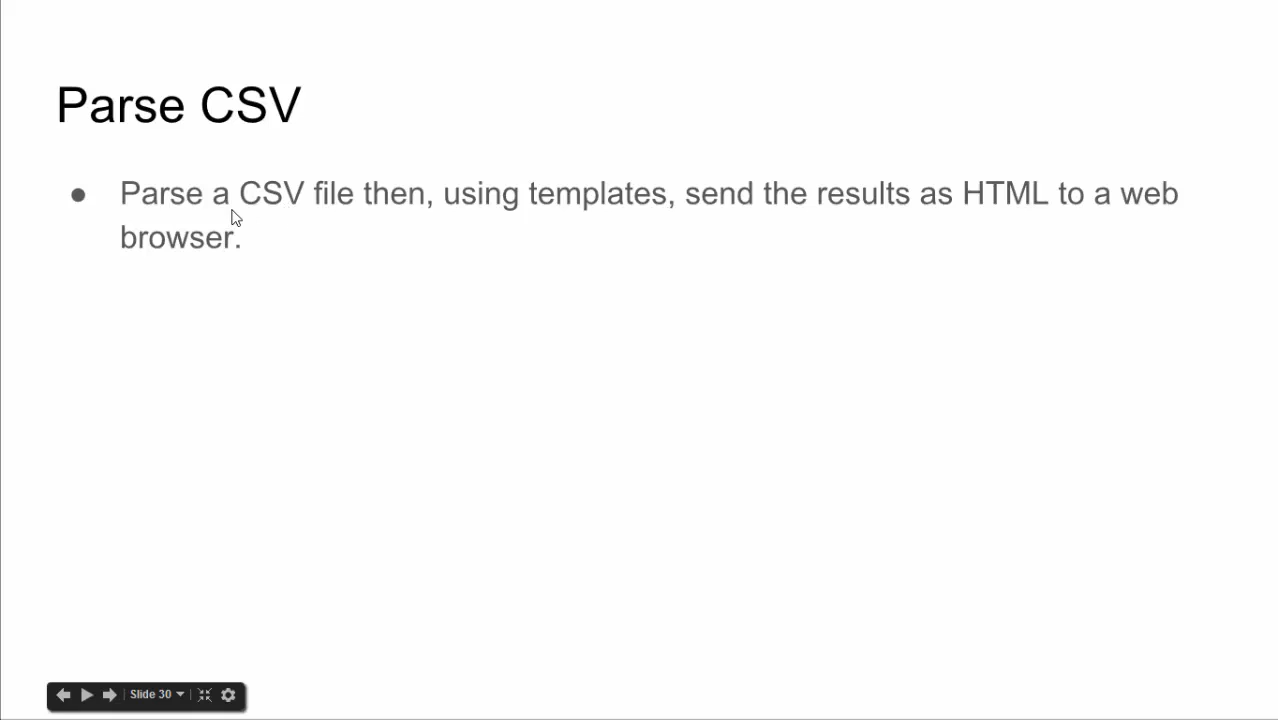 Parse CSV
● Parse a CSV file then, using templates, send the results as HTML to a web
browser.
Slide 30